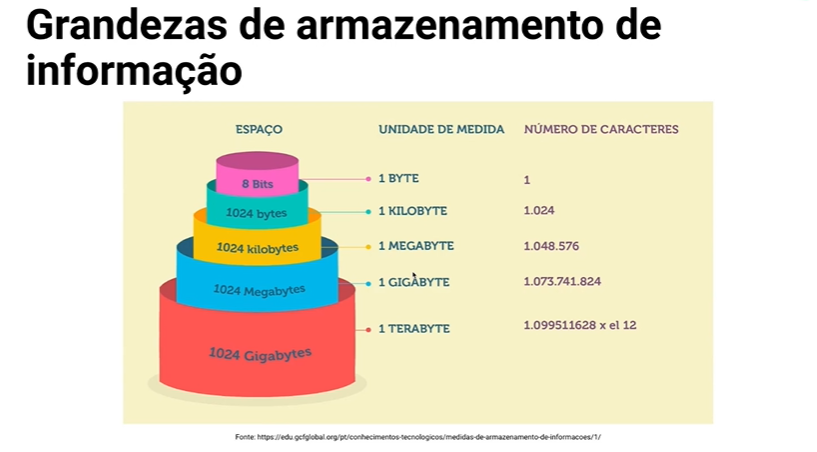 Grandezas de armazenamento de
informação
ESPAÇO UNIDADE DE MEDIDA NÚMERO DE CARACTERES
8 Bits 1 BYTE 1
1024 bytes 1 KILOBYTE 1.024
1024 kilobytes 1 MEGABYTE 1.048.576
1024 Megabytes 1 GIGABYTE 1.073.741.824
1024 Gigabytes 1 TERABYTE 1.099511628 x el 12
Fonte: https://edu.gcfglobal.org/pt/conhecimentos-tecnologicos/medidas-de-armazenamento-de-informacoes/1/